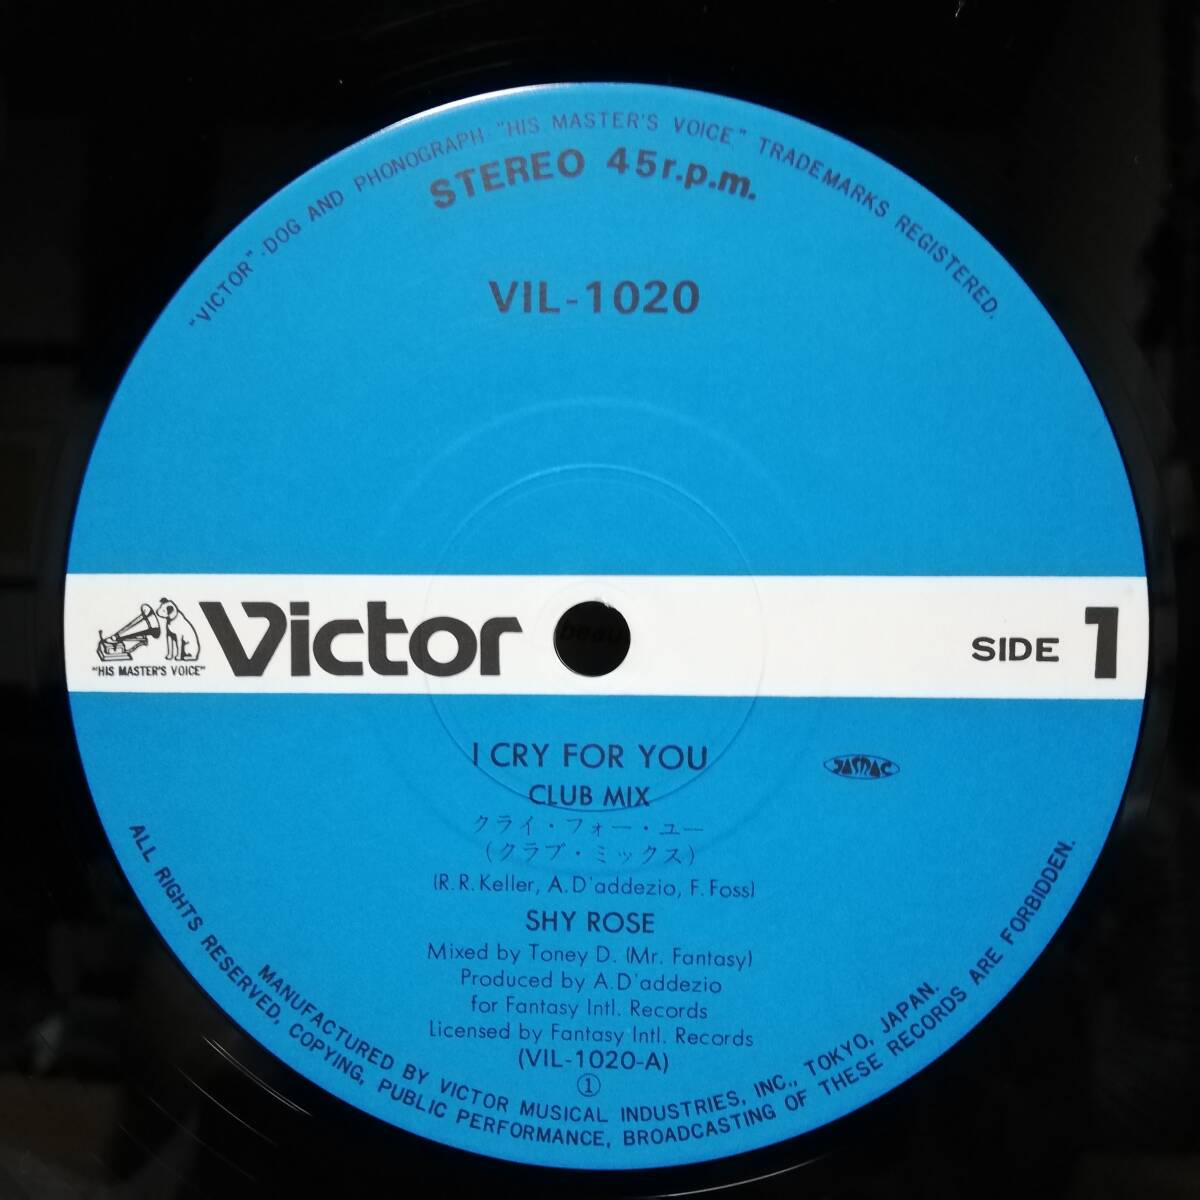 "VICTOR"·DOG AND PHONOGRAPH·"HIS MASTER'S VOICE" TRADEMARKS REGISTERED.
STEREO 45r.p.m.
VIL-1020
"HIS MASTER'S VOICE"
Victor
beau
SIDE 1
I CRY FOR YOU
JASRAC
CLUB MIX
クライ・フォー・ユー
(クラブ・ミックス)
(R.R.Keller, A.D'addezio, F.Foss)
SHY ROSE
Mixed by Toney D. (Mr. Fantasy)
Produced by A.D'addezio
for Fantasy Intl. Records
Licensed by Fantasy Intl. Records
(VIL-1020-A)
①
MANUFACTURED BY VICTOR MUSICAL INDUSTRIES, INC., TOKYO, JAPAN.
ALL RIGHTS RESERVED, COPYING, PUBLIC PERFORMANCE, BROADCASTING OF THESE RECORDS ARE FORBIDDEN.